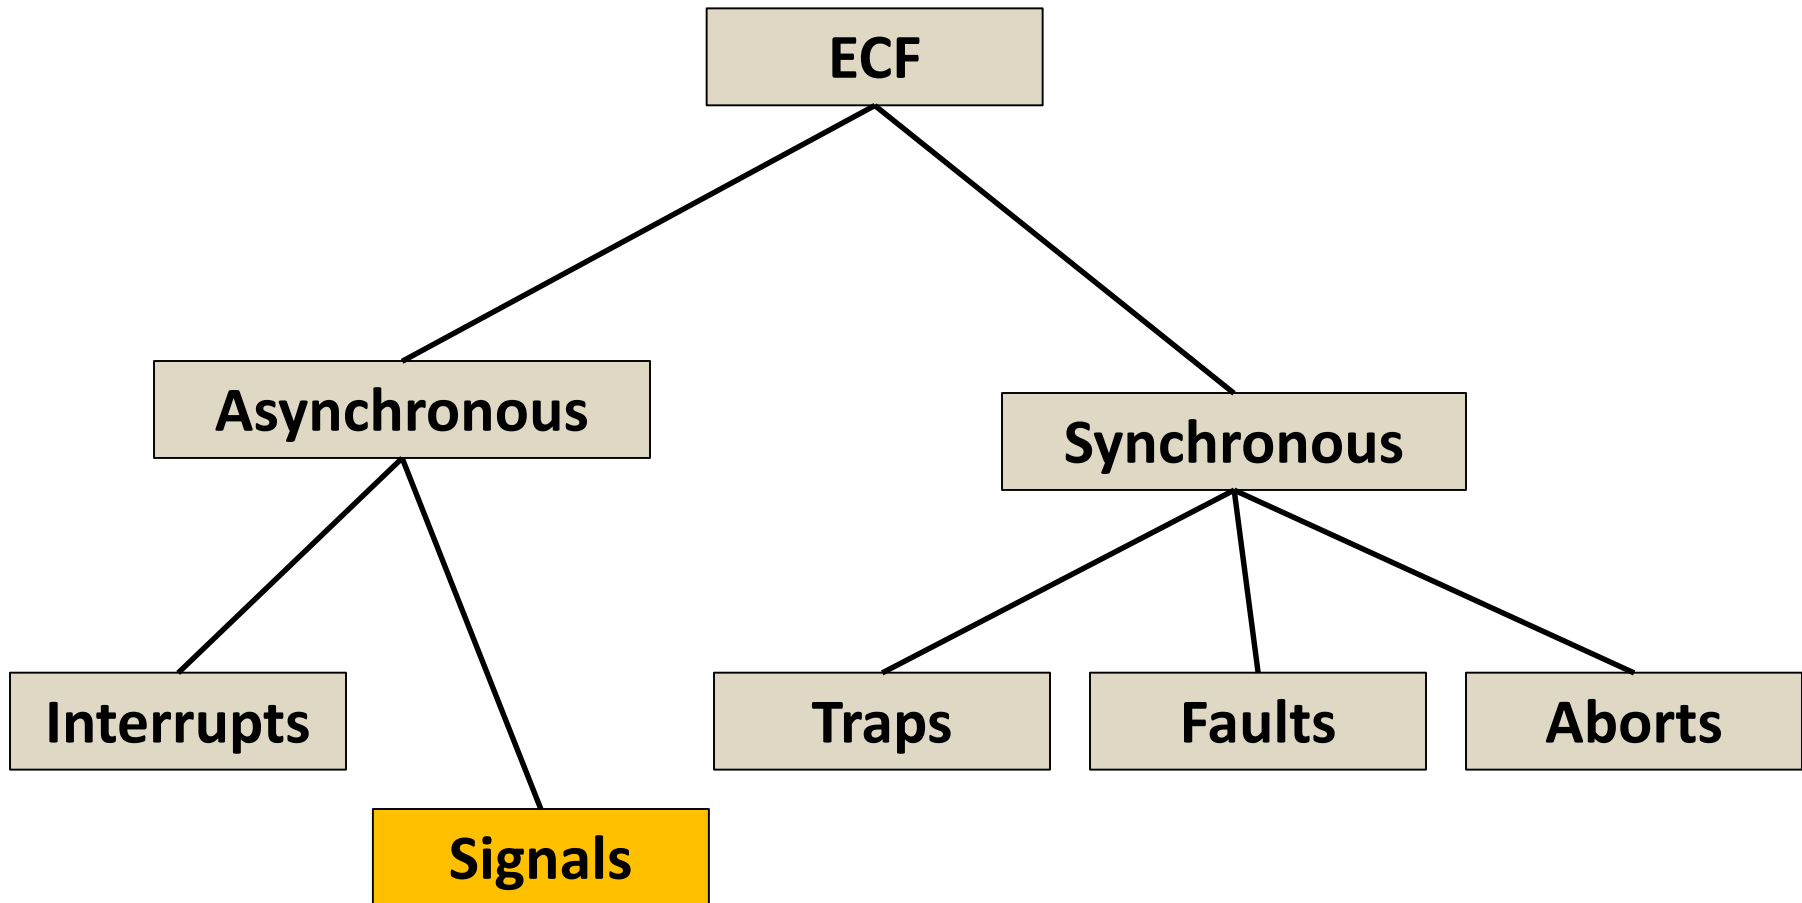 ECF
Asynchronous
Synchronous
Interrupts
Traps
Faults
Aborts
Signals